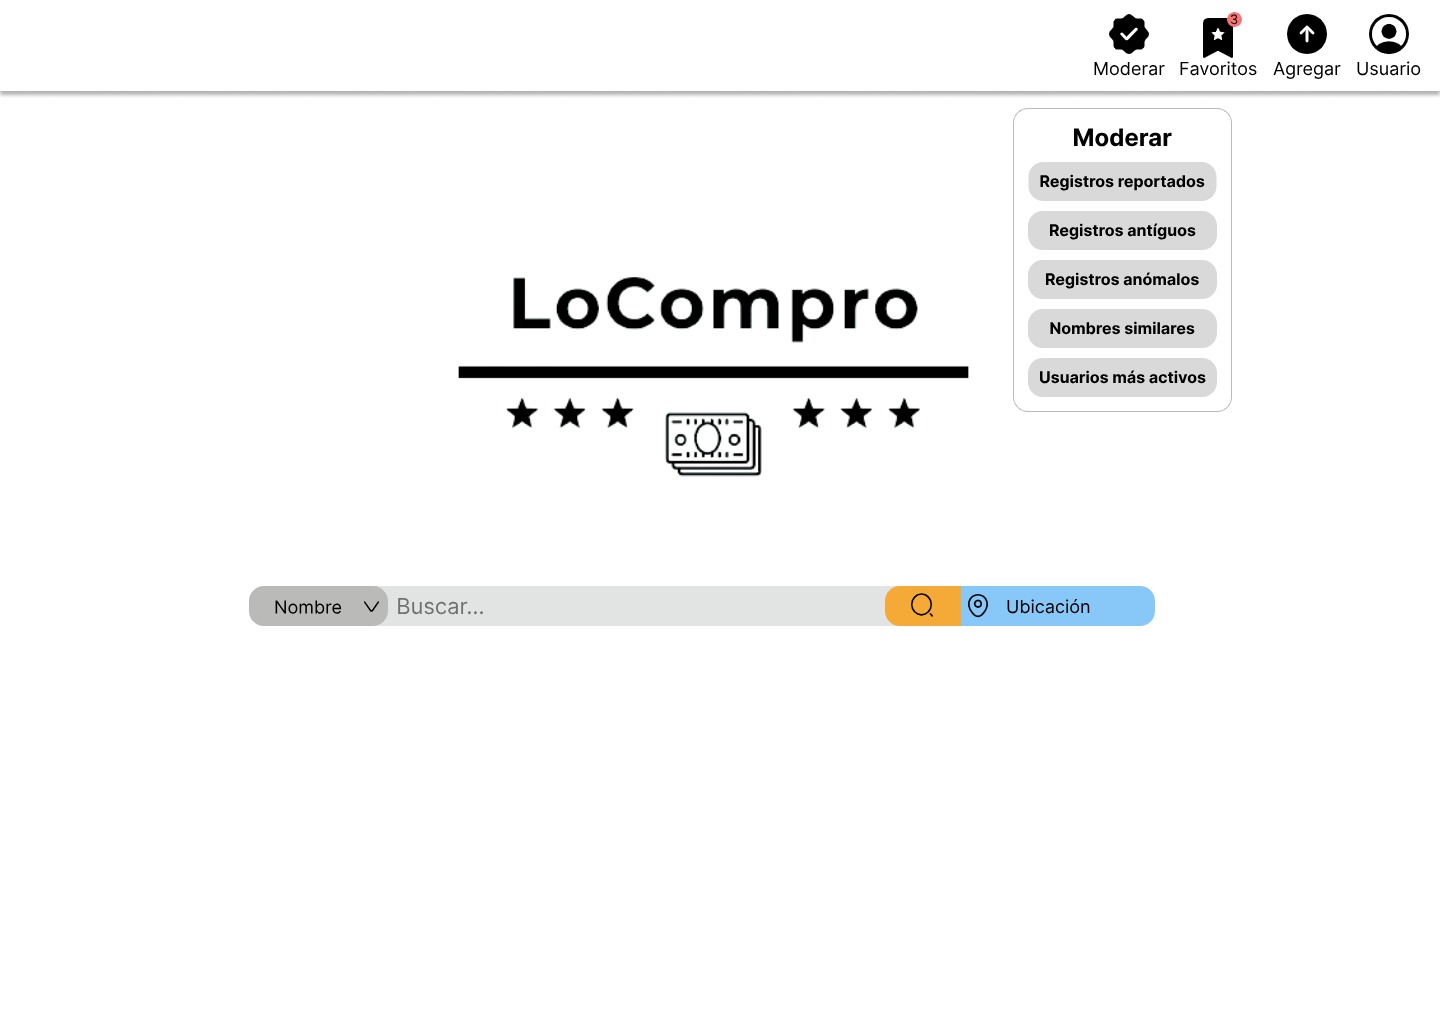 3
Moderar Favoritos Agregar Usuario
Moderar
Registros reportados
Registros antíguos
Registros anómalos
Nombres similares
Usuarios más activos
LoCompro
Nombre Buscar... Ubicación